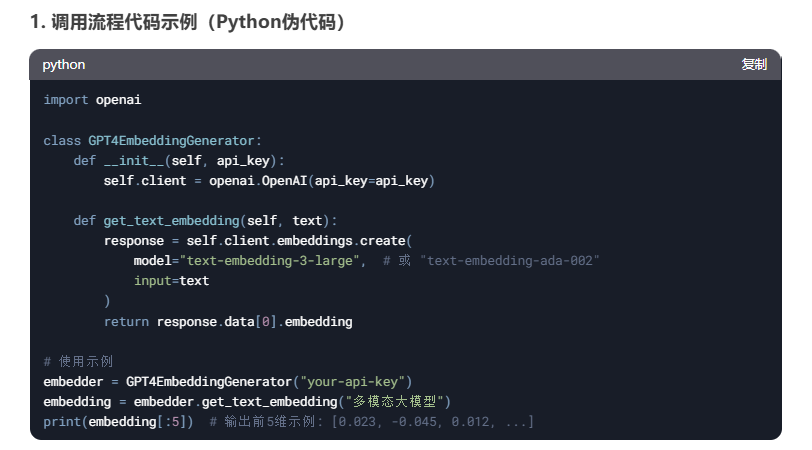 1. 调用流程代码示例（Python伪代码）
python 复制
import openai
class GPT4EmbeddingGenerator:
    def __init__(self, api_key):
        self.client = openai.OpenAI(api_key=api_key)
    def get_text_embedding(self, text):
        response = self.client.embeddings.create(
            model="text-embedding-3-large",  # 或 "text-embedding-ada-002"
            input=text
        )
        return response.data[0].embedding
# 使用示例
embedder = GPT4EmbeddingGenerator("your-api-key")
embedding = embedder.get_text_embedding("多模态大模型")
print(embedding[:5])  # 输出前5维示例: [0.023, -0.045, 0.012, ...]